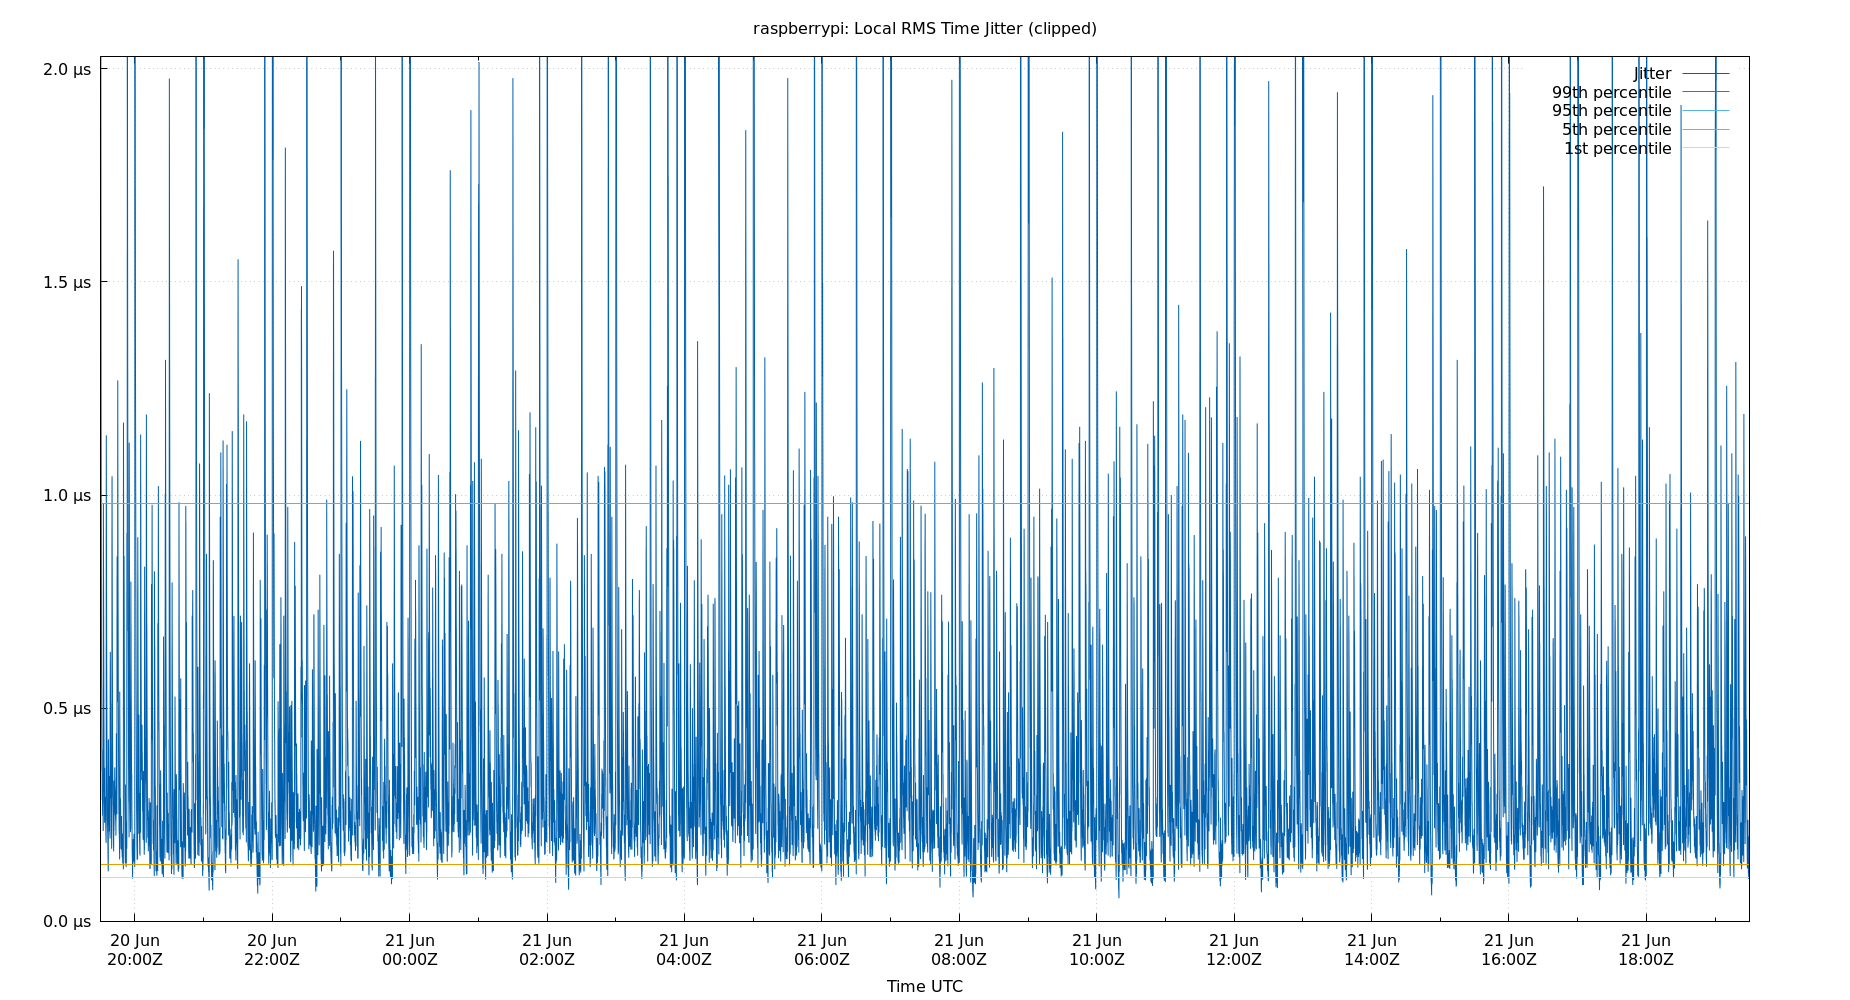 raspberrypi: Local RMS Time Jitter (clipped)
2.0 μs
1.5 μs
1.0 μs
0.5 μs
0.0 μs
Jitter
99th percentile
95th percentile
5th percentile
1st percentile
20 Jun 20 Jun 21 Jun 21 Jun 21 Jun 21 Jun 21 Jun 21 Jun 21 Jun 21 Jun 21 Jun 21 Jun
20:00Z 22:00Z 00:00Z 02:00Z 04:00Z 06:00Z 08:00Z 10:00Z 12:00Z 14:00Z 16:00Z 18:00Z
Time UTC